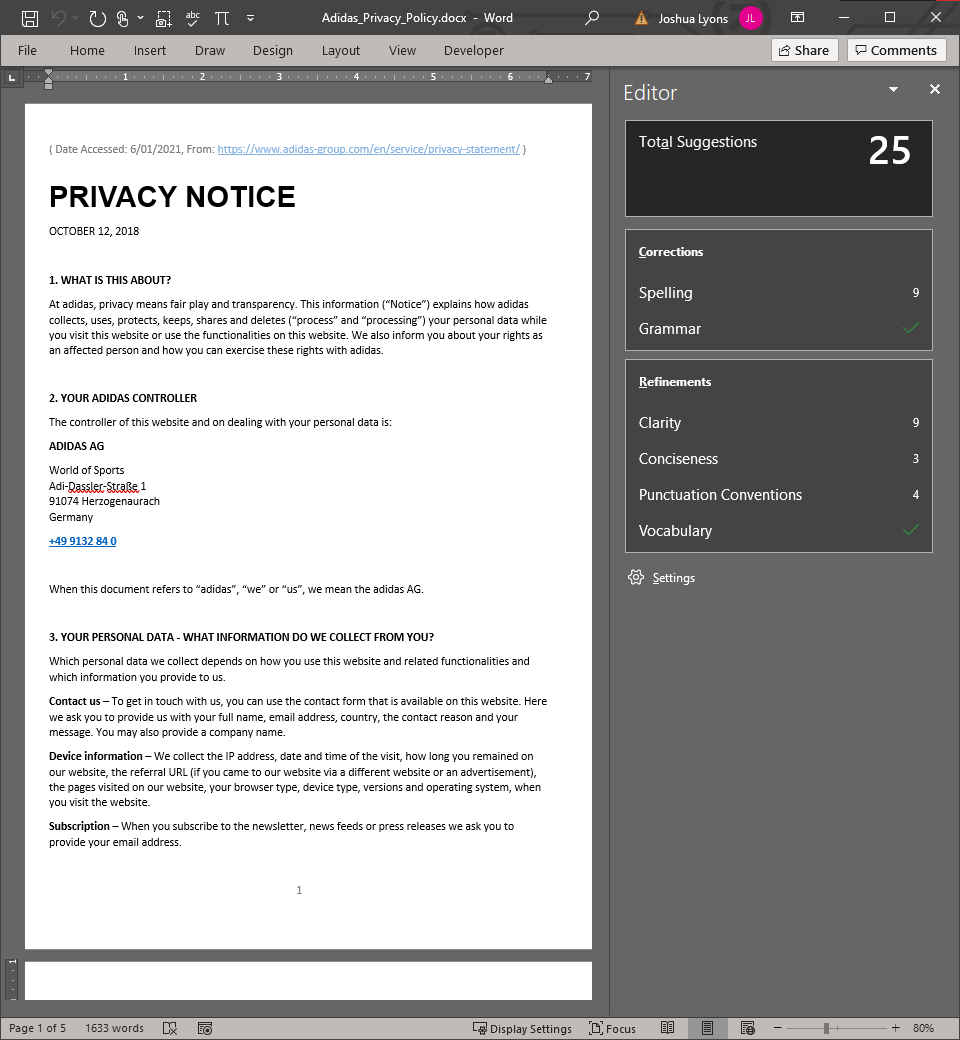 abc
Adidas_Privacy_Policy.docx - Word
Joshua Lyons
JL
File Home Insert Draw Design Layout View Developer
Share
Comments
1 2 3 4 5 6 7
( Date Accessed: 6/01/2021, From: https://www.adidas-group.com/en/service/privacy-statement/ )
PRIVACY NOTICE
OCTOBER 12, 2018
1. WHAT IS THIS ABOUT?
At adidas, privacy means fair play and transparency. This information (“Notice”) explains how adidas
collects, uses, protects, keeps, shares and deletes (“process” and “processing”) your personal data while
you visit this website or use the functionalities on this website. We also inform you about your rights as
an affected person and how you can exercise these rights with adidas.
2. YOUR ADIDAS CONTROLLER
The controller of this website and on dealing with your personal data is:
ADIDAS AG
World of Sports
Adi-Dassler-Straße 1
91074 Herzogenaurach
Germany
+49 9132 84 0
When this document refers to “adidas”, “we” or “us”, we mean the adidas AG.
3. YOUR PERSONAL DATA - WHAT INFORMATION DO WE COLLECT FROM YOU?
Which personal data we collect depends on how you use this website and related functionalities and
which information you provide to us.
Contact us – To get in touch with us, you can use the contact form that is available on this website. Here
we ask you to provide us with your full name, email address, country, the contact reason and your
message. You may also provide a company name.
Device information – We collect the IP address, date and time of the visit, how long you remained on
our website, the referral URL (if you came to our website via a different website or an advertisement),
the pages visited on our website, your browser type, device type, versions and operating system, when
you visit the website.
Subscription – When you subscribe to the newsletter, news feeds or press releases we ask you to
provide your email address.
1
1
Editor
Total Suggestions 25
Corrections
Spelling 9
Grammar
Refinements
Clarity 9
Conciseness 3
Punctuation Conventions 4
Vocabulary
Settings
Page 1 of 5 1633 words Display Settings Focus 80%